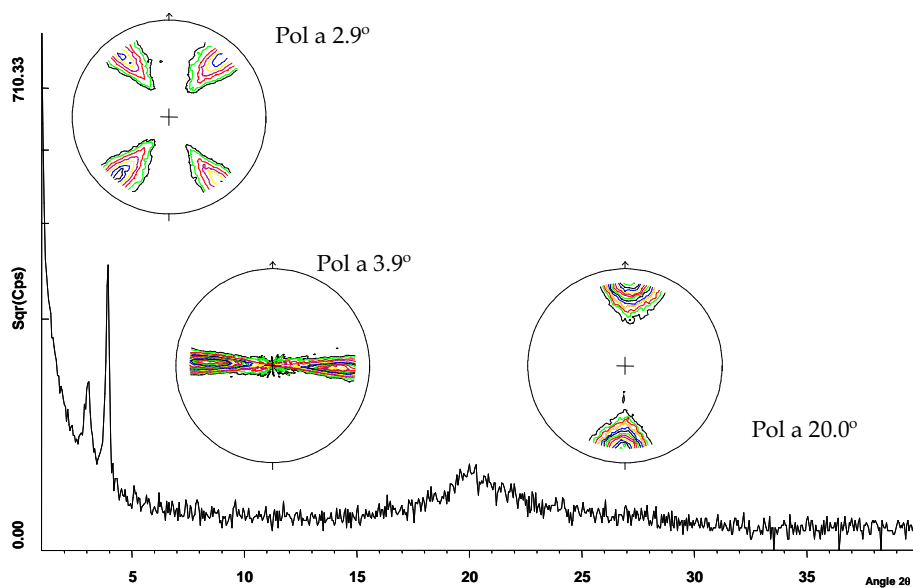 Pol a 2.9º
710.33
Pol a 3.9º
Sqr(Cps)
Pol a 20.0º
0.00
5 10 15 20 25 30 35
Angle 2θ